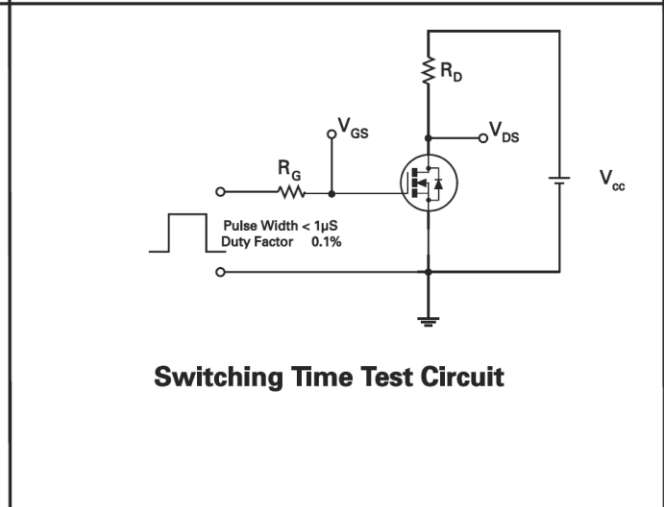 R_D
V_GS
V_DS
R_G
V_cc
Pulse Width < 1µS
Duty Factor 0.1%
Switching Time Test Circuit